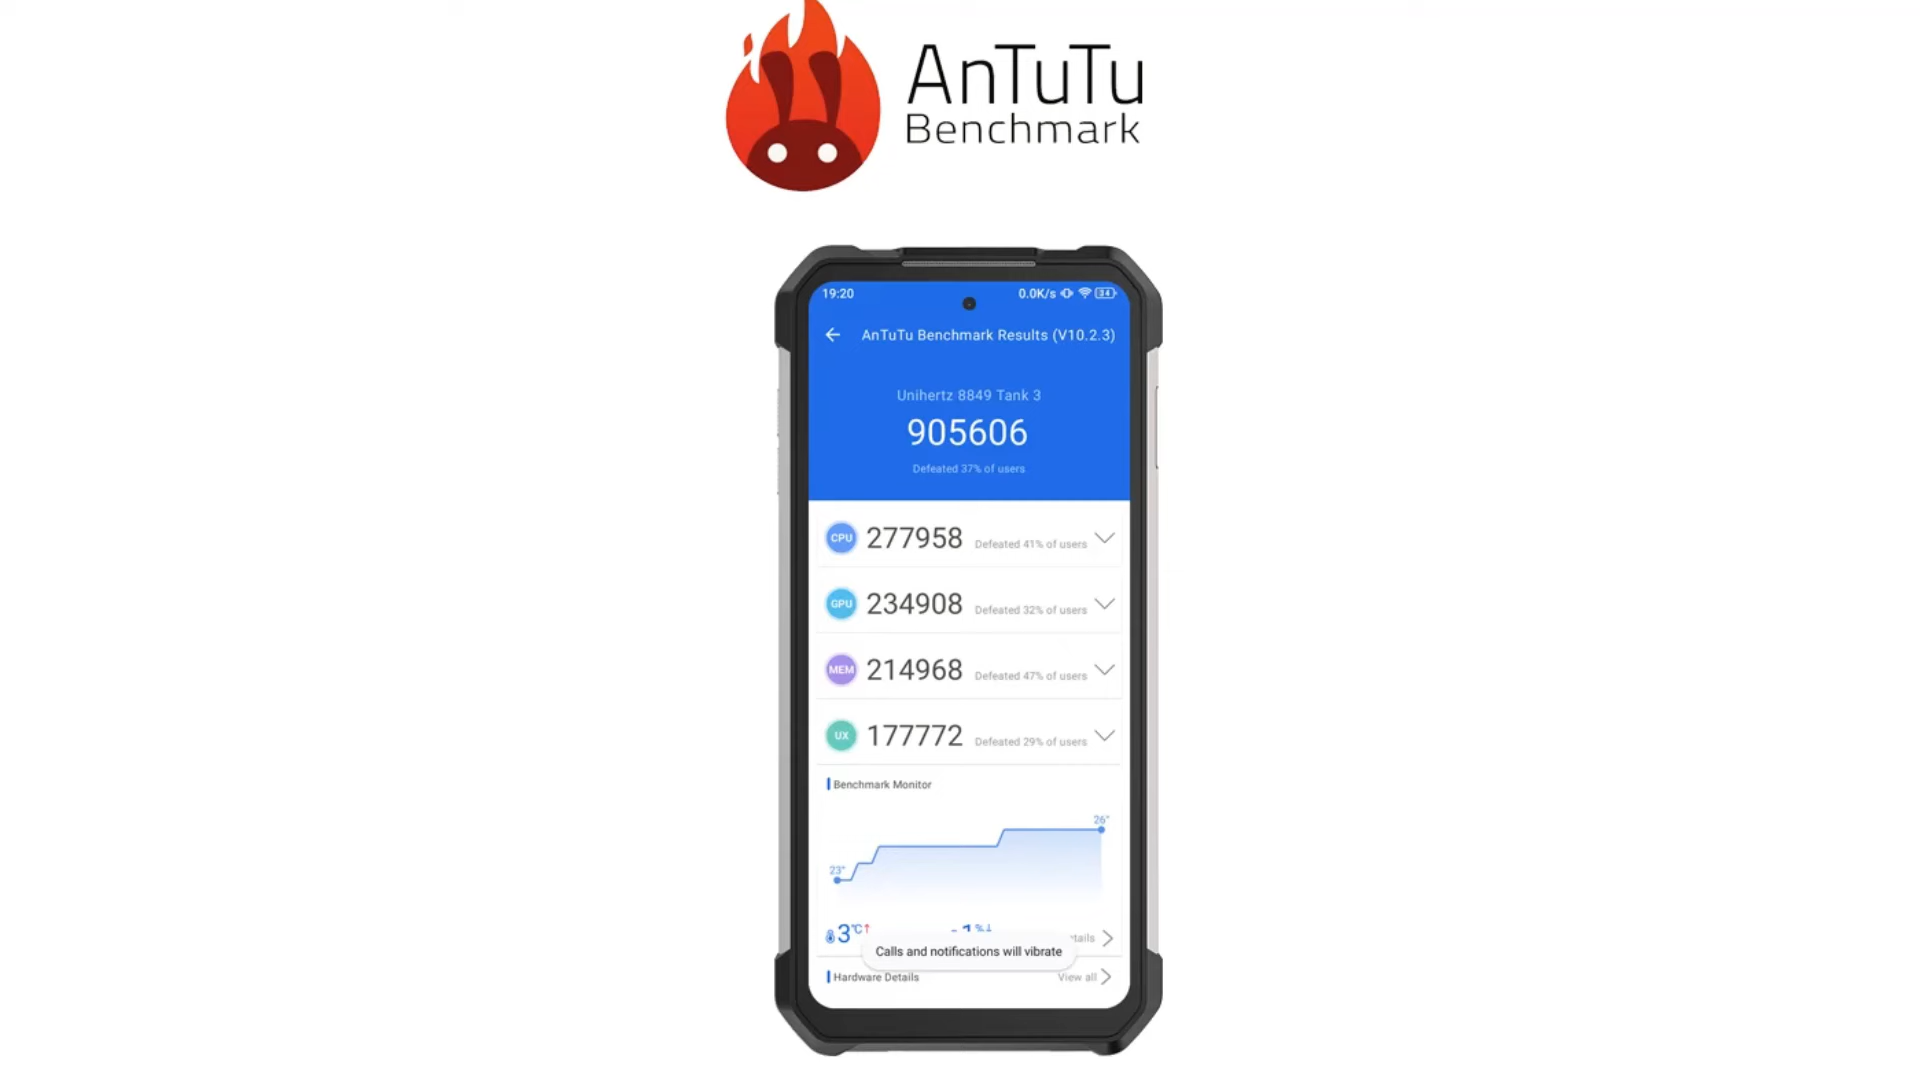 AnTuTu
Benchmark
19:20
0.0K/s
34
AnTuTu Benchmark Results (V10.2.3)
Unihertz 8849 Tank 3
905606
Defeated 37% of users
CPU 277958 Defeated 41% of users
GPU 234908 Defeated 32% of users
MEM 214968 Defeated 47% of users
UX 177772 Defeated 29% of users
Benchmark Monitor
26°
23°
3℃↑ -1%↓
Calls and notifications will vibrate
Hardware Details View all